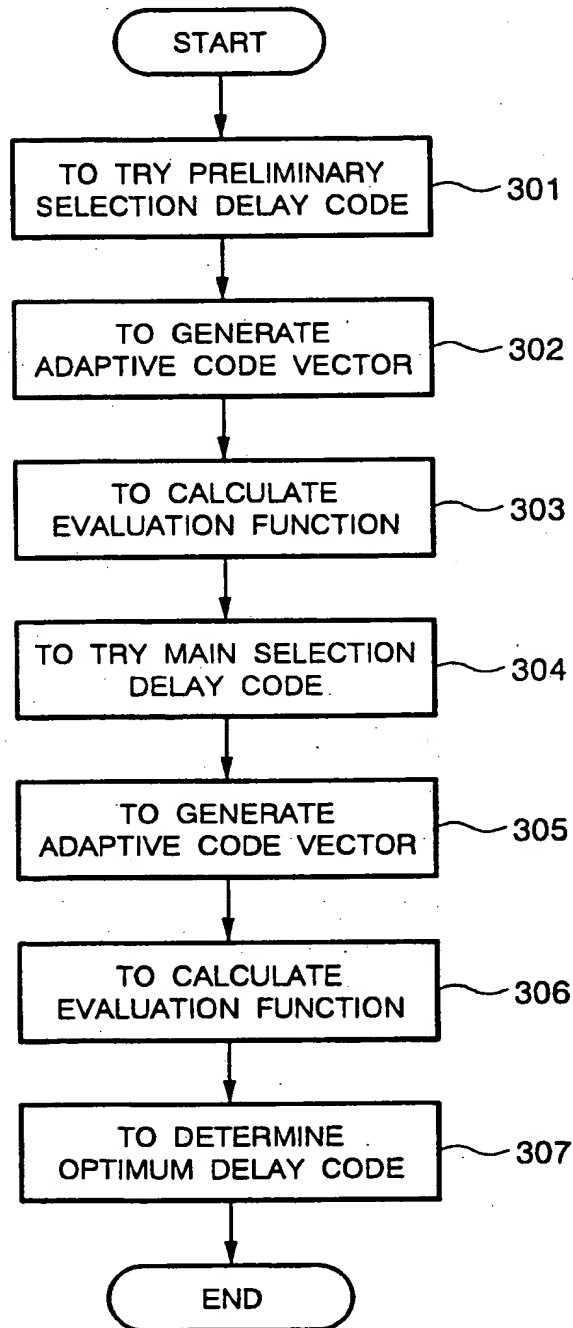 START
TO TRY PRELIMINARY
SELECTION DELAY CODE
301
TO GENERATE
ADAPTIVE CODE VECTOR
302
TO CALCULATE
EVALUATION FUNCTION
303
TO TRY MAIN SELECTION
DELAY CODE
304
TO GENERATE
ADAPTIVE CODE VECTOR
305
TO CALCULATE
EVALUATION FUNCTION
306
TO DETERMINE
OPTIMUM DELAY CODE
307
END